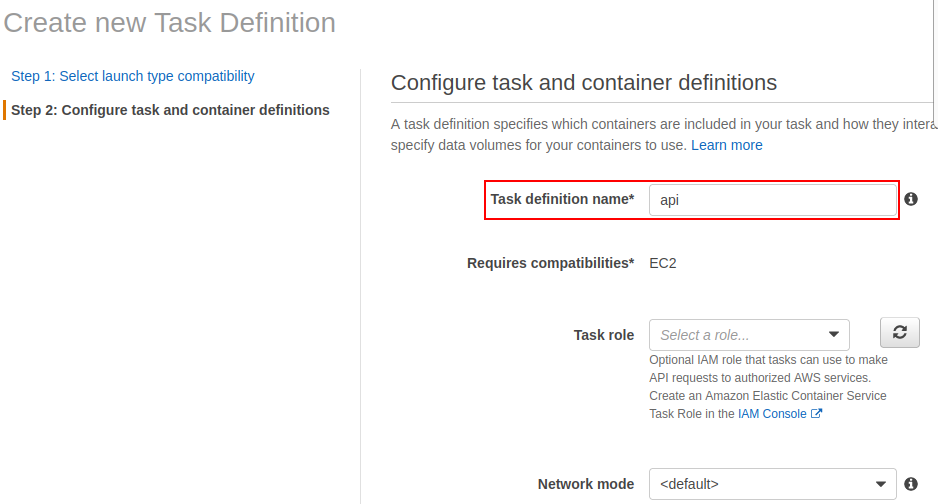 Create new Task Definition
Step 1: Select launch type compatibility
Step 2: Configure task and container definitions
Configure task and container definitions
A task definition specifies which containers are included in your task and how they
specify data volumes for your containers to use. Learn more
Task definition name*
api
Requires compatibilities*
EC2
Task role
Select a role...
Optional IAM role that tasks can use to make
API requests to authorized AWS services.
Create an Amazon Elastic Container Service
Task Role in the IAM Console
Network mode
<default>